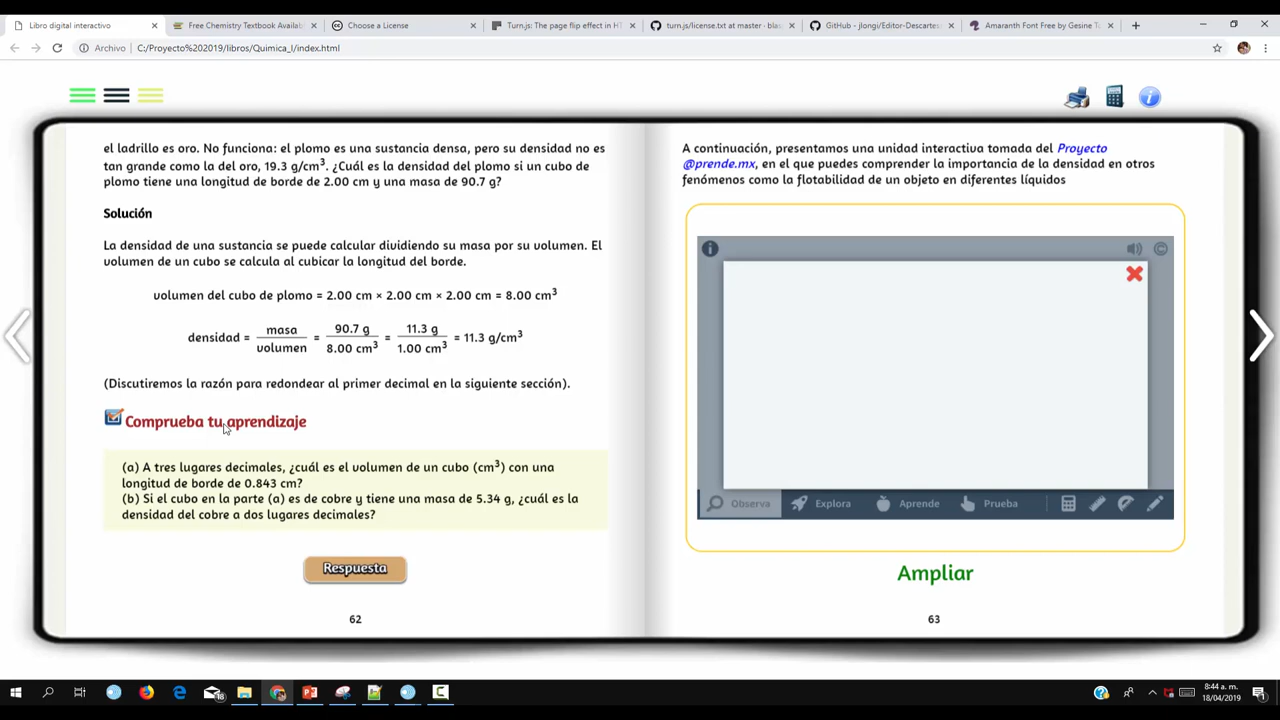 Libro digital interactivo
Free Chemistry Textbook Availab
Choose a License
Turn.js: The page flip effect in HT
turn.js/license.txt at master · blas
GitHub - jlongi/Editor-Descartes
Amaranth Font Free by Gesine T
Archivo | C:/Proyecto%202019/libros/Quimica_I/index.html
el ladrillo es oro. No funciona: el plomo es una sustancia densa, pero su densidad no es
tan grande como la del oro, 19.3 g/cm³. ¿Cuál es la densidad del plomo si un cubo de
plomo tiene una longitud de borde de 2.00 cm y una masa de 90.7 g?
Solución
La densidad de una sustancia se puede calcular dividiendo su masa por su volumen. El
volumen de un cubo se calcula al cubicar la longitud del borde.
volumen del cubo de plomo = 2.00 cm × 2.00 cm × 2.00 cm = 8.00 cm³
densidad = masa/volumen = 90.7 g/8.00 cm³ = 11.3 g/1.00 cm³ = 11.3 g/cm³
(Discutiremos la razón para redondear al primer decimal en la siguiente sección).
Comprueba tu aprendizaje
(a) A tres lugares decimales, ¿cuál es el volumen de un cubo (cm³) con una
longitud de borde de 0.843 cm?
(b) Si el cubo en la parte (a) es de cobre y tiene una masa de 5.34 g, ¿cuál es la
densidad del cobre a dos lugares decimales?
Respuesta
62
A continuación, presentamos una unidad interactiva tomada del Proyecto
@prende.mx, en el que puedes comprender la importancia de la densidad en otros
fenómenos como la flotabilidad de un objeto en diferentes líquidos
Observa
Explora
Aprende
Prueba
Ampliar
63
8:44 a. m.
18/04/2019